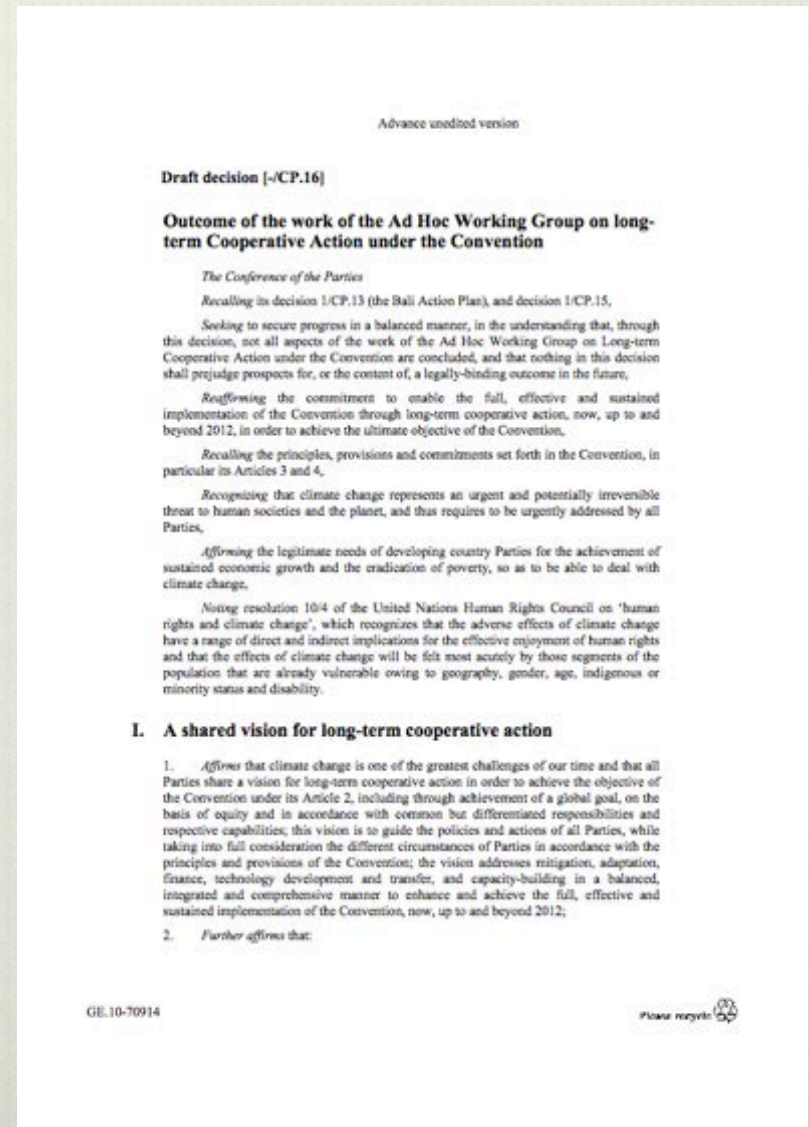 Advance unedited version
Draft decision [-/CP.16]
Outcome of the work of the Ad Hoc Working Group on long-
term Cooperative Action under the Convention
The Conference of the Parties
Recalling its decision 1/CP.13 (the Bali Action Plan), and decision 1/CP.15,
Seeking to secure progress in a balanced manner, in the understanding that, through
this decision, not all aspects of the work of the Ad Hoc Working Group on Long-term
Cooperative Action under the Convention are concluded, and that nothing in this decision
shall prejudge prospects for, or the content of, a legally-binding outcome in the future,
Reaffirming the commitment to enable the full, effective and sustained
implementation of the Convention through long-term cooperative action, now, up to and
beyond 2012, in order to achieve the ultimate objective of the Convention,
Recalling the principles, provisions and commitments set forth in the Convention, in
particular its Articles 3 and 4,
Recognizing that climate change represents an urgent and potentially irreversible
threat to human societies and the planet, and thus requires to be urgently addressed by all
Parties,
Affirming the legitimate needs of developing country Parties for the achievement of
sustained economic growth and the eradication of poverty, so as to be able to deal with
climate change,
Noting resolution 10/4 of the United Nations Human Rights Council on ‘human
rights and climate change’, which recognizes that the adverse effects of climate change
have a range of direct and indirect implications for the effective enjoyment of human rights
and that the effects of climate change will be felt most acutely by those segments of the
population that are already vulnerable owing to geography, gender, age, indigenous or
minority status and disability.
I. A shared vision for long-term cooperative action
1. Affirms that climate change is one of the greatest challenges of our time and that all
Parties share a vision for long-term cooperative action in order to achieve the objective of
the Convention under its Article 2, including through achievement of a global goal, on the
basis of equity and in accordance with common but differentiated responsibilities and
respective capabilities; this vision is to guide the policies and actions of all Parties, while
taking into full consideration the different circumstances of Parties in accordance with the
principles and provisions of the Convention; the vision addresses mitigation, adaptation,
finance, technology development and transfer, and capacity-building in a balanced,
integrated and comprehensive manner to enhance and achieve the full, effective and
sustained implementation of the Convention, now, up to and beyond 2012;
2. Further affirms that:
GE.10-70914
Please recycle